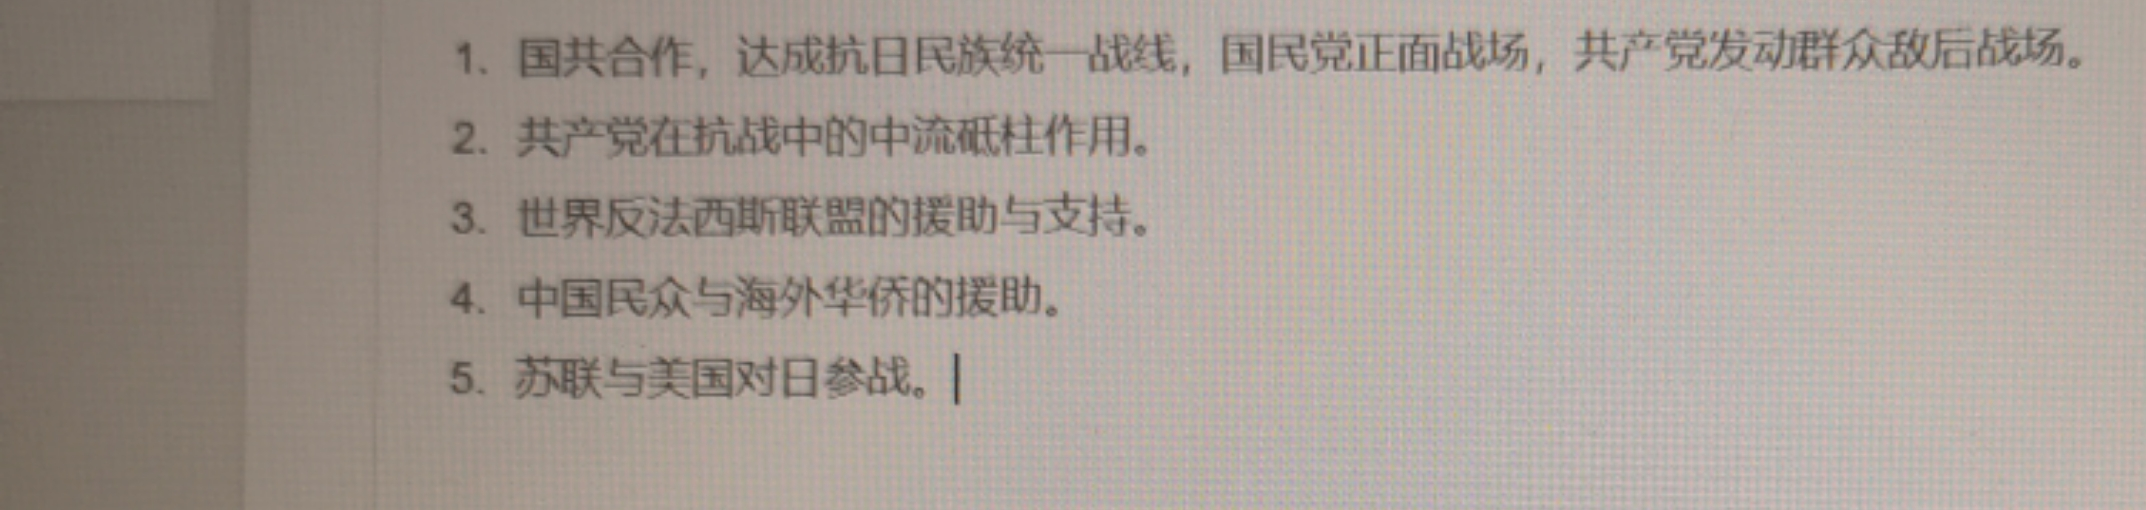 1. 国共合作，达成抗日民族统一战线，国民党正面战场，共产党发动群众敌后战场。
2. 共产党在抗战中的中流砥柱作用。
3. 世界反法西斯联盟的援助与支持。
4. 中国民众与海外华侨的援助。
5. 苏联与美国对日参战。